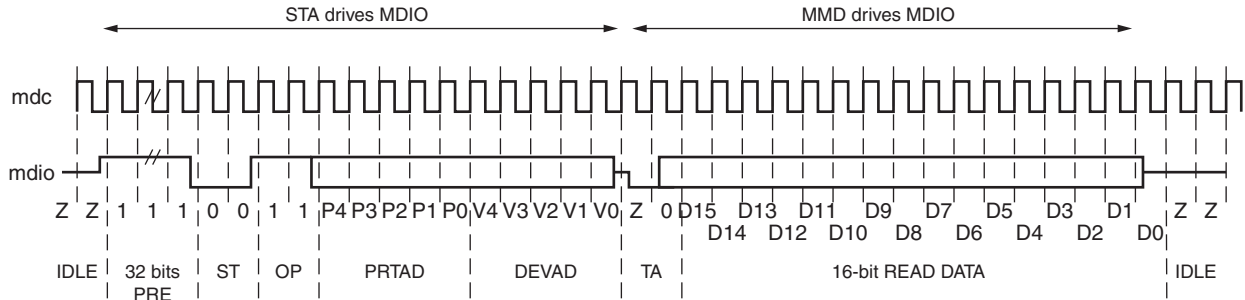 STA drives MDIO MMD drives MDIO
mdc
mdio
Z Z 1 1 1 0 0 1 1 P4 P3 P2 P1 P0 V4 V3 V2 V1 V0 Z 0 D15 D13 D11 D9 D7 D5 D3 D1 Z Z
D14 D12 D10 D8 D6 D4 D2 D0
IDLE 32 bits ST OP PRTAD DEVAD TA 16-bit READ DATA IDLE
PRE